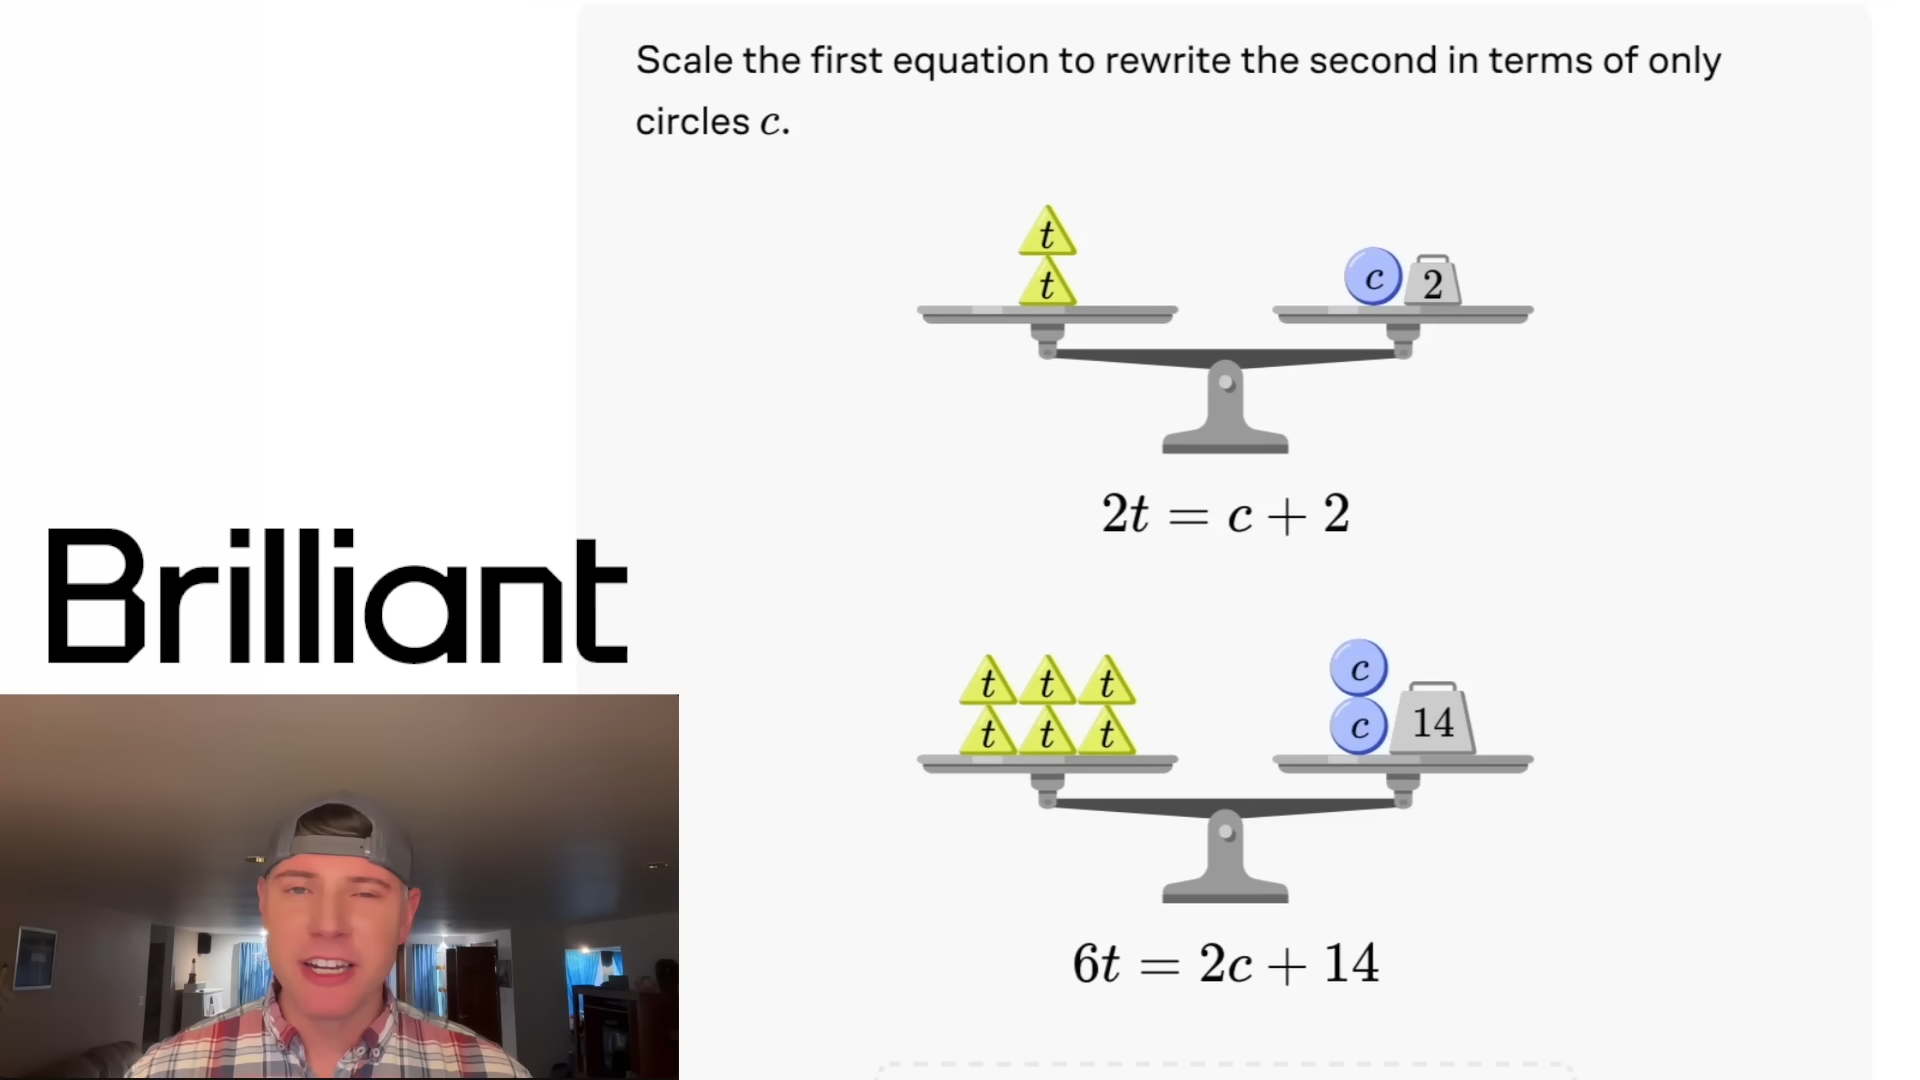 Scale the first equation to rewrite the second in terms of only
circles c.
t
t
c 2
2t = c + 2
Brilliant
t t t
t t t
c
c 14
6t = 2c + 14